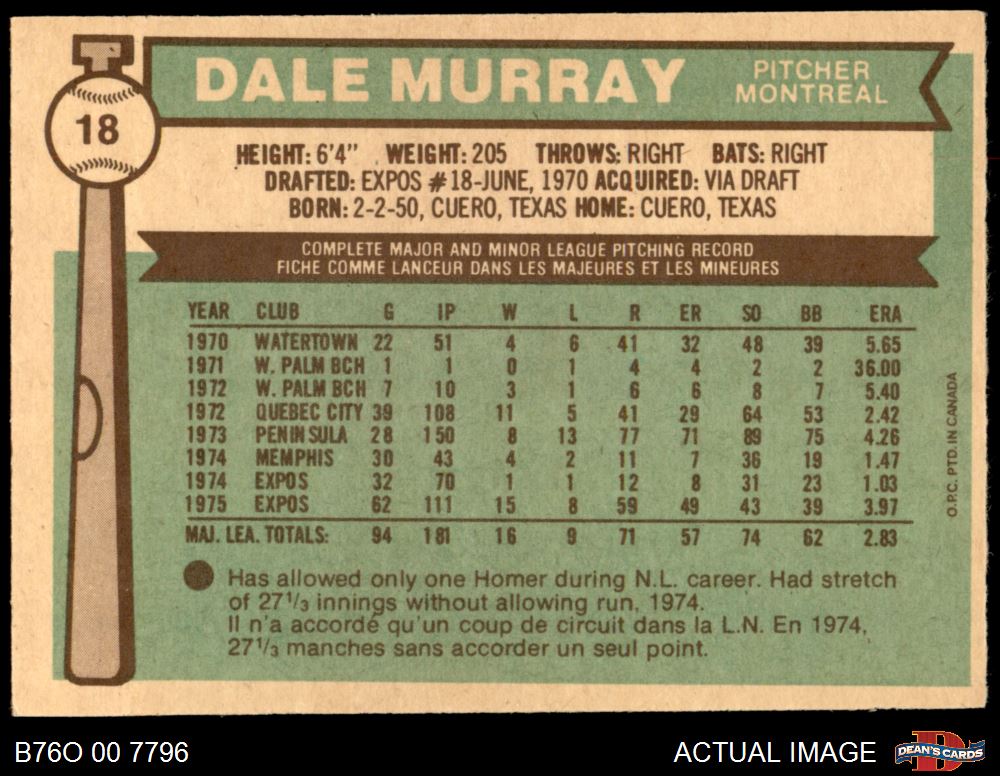 18
DALE MURRAY
PITCHER
MONTREAL
HEIGHT: 6'4" WEIGHT: 205 THROWS: RIGHT BATS: RIGHT
DRAFTED: EXPOS #18-JUNE, 1970 ACQUIRED: VIA DRAFT
BORN: 2-2-50, CUERO, TEXAS HOME: CUERO, TEXAS
COMPLETE MAJOR AND MINOR LEAGUE PITCHING RECORD
FICHE COMME LANCEUR DANS LES MAJEURES ET LES MINEURES
YEAR CLUB G IP W L R ER SO BB ERA
1970 WATERTOWN 22 51 4 6 41 32 48 39 5.65
1971 W. PALM BCH 1 1 0 1 4 4 2 2 36.00
1972 W. PALM BCH 7 10 3 1 6 6 8 7 5.40
1972 QUEBEC CITY 39 108 11 5 41 29 64 53 2.42
1973 PENINSULA 28 150 8 13 77 71 89 75 4.26
1974 MEMPHIS 30 43 4 2 11 7 36 19 1.47
1974 EXPOS 32 70 1 1 12 8 31 23 1.03
1975 EXPOS 62 111 15 8 59 49 43 39 3.97
MAJ. LEA. TOTALS: 94 181 16 9 71 57 74 62 2.83
Has allowed only one Homer during N.L. career. Had stretch
of 27 1/3 innings without allowing run, 1974.
Il n'a accordé qu'un coup de circuit dans la L.N. En 1974,
27 1/3 manches sans accorder un seul point.
O.P.C. PTD. IN CANADA
B76O 00 7796
ACTUAL IMAGE
DEAN'S CARDS